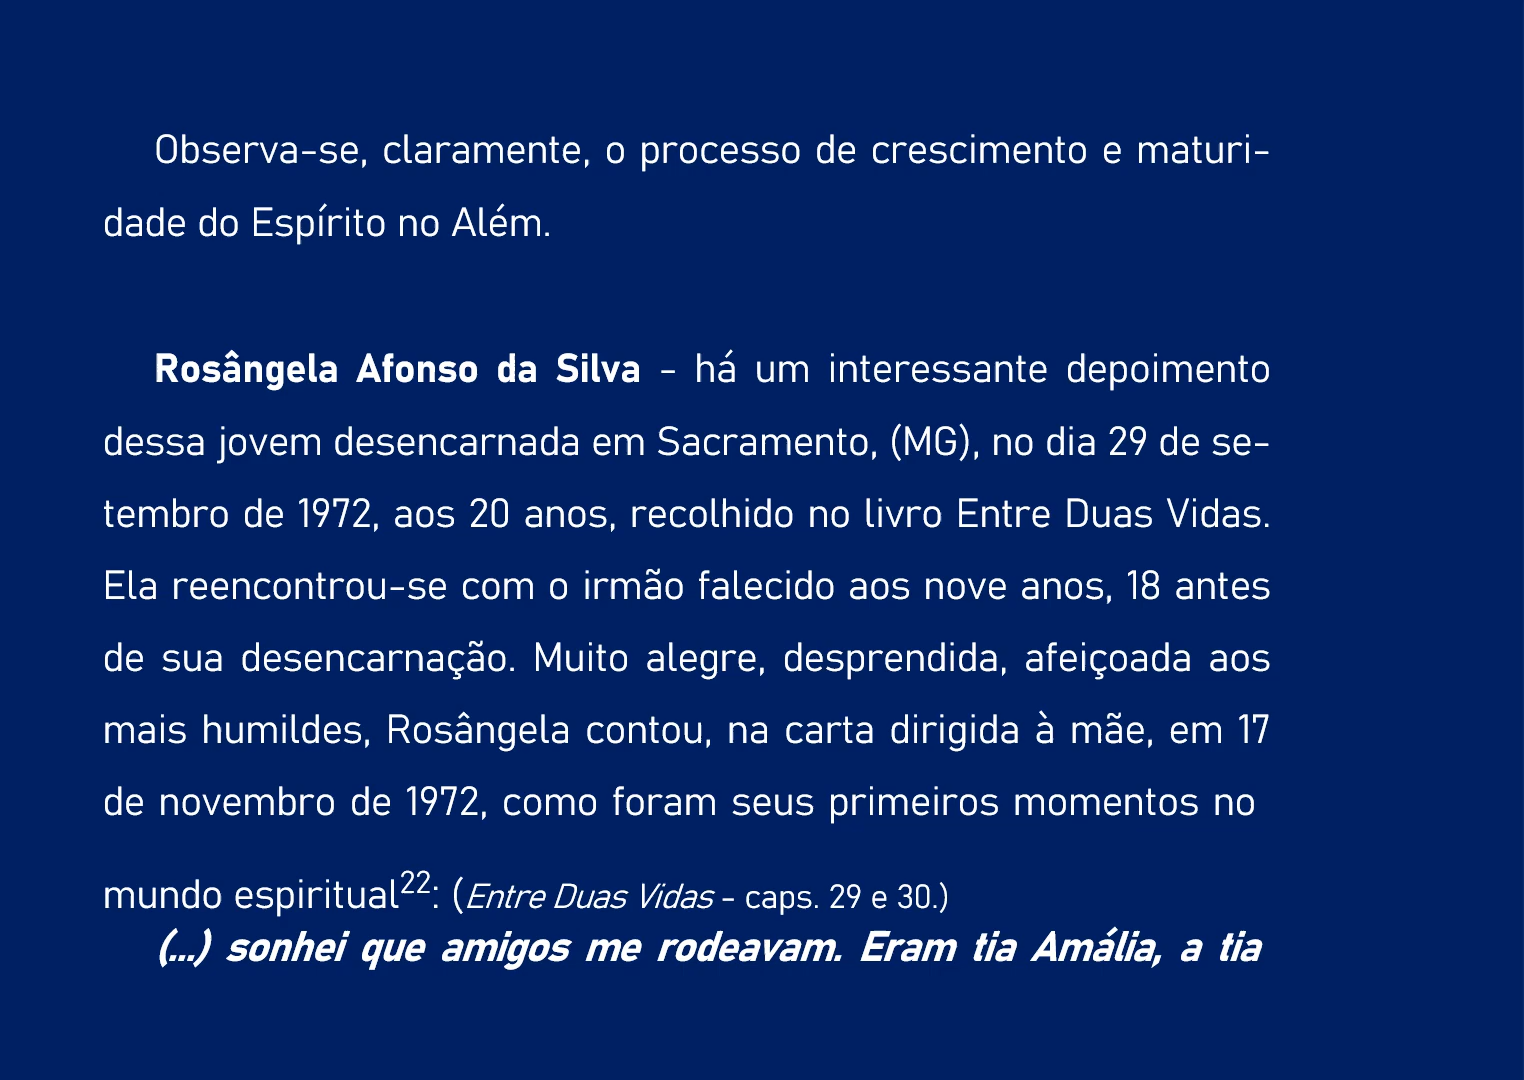 Observa-se, claramente, o processo de crescimento e maturi-
dade do Espírito no Além.
Rosângela Afonso da Silva - há um interessante depoimento
dessa jovem desencarnada em Sacramento, (MG), no dia 29 de se-
tembro de 1972, aos 20 anos, recolhido no livro Entre Duas Vidas.
Ela reencontrou-se com o irmão falecido aos nove anos, 18 antes
de sua desencarnação. Muito alegre, desprendida, afeiçoada aos
mais humildes, Rosângela contou, na carta dirigida à mãe, em 17
de novembro de 1972, como foram seus primeiros momentos no
mundo espiritual22: (Entre Duas Vidas - caps. 29 e 30.)
(...) sonhei que amigos me rodeavam. Eram tia Amália, a tia